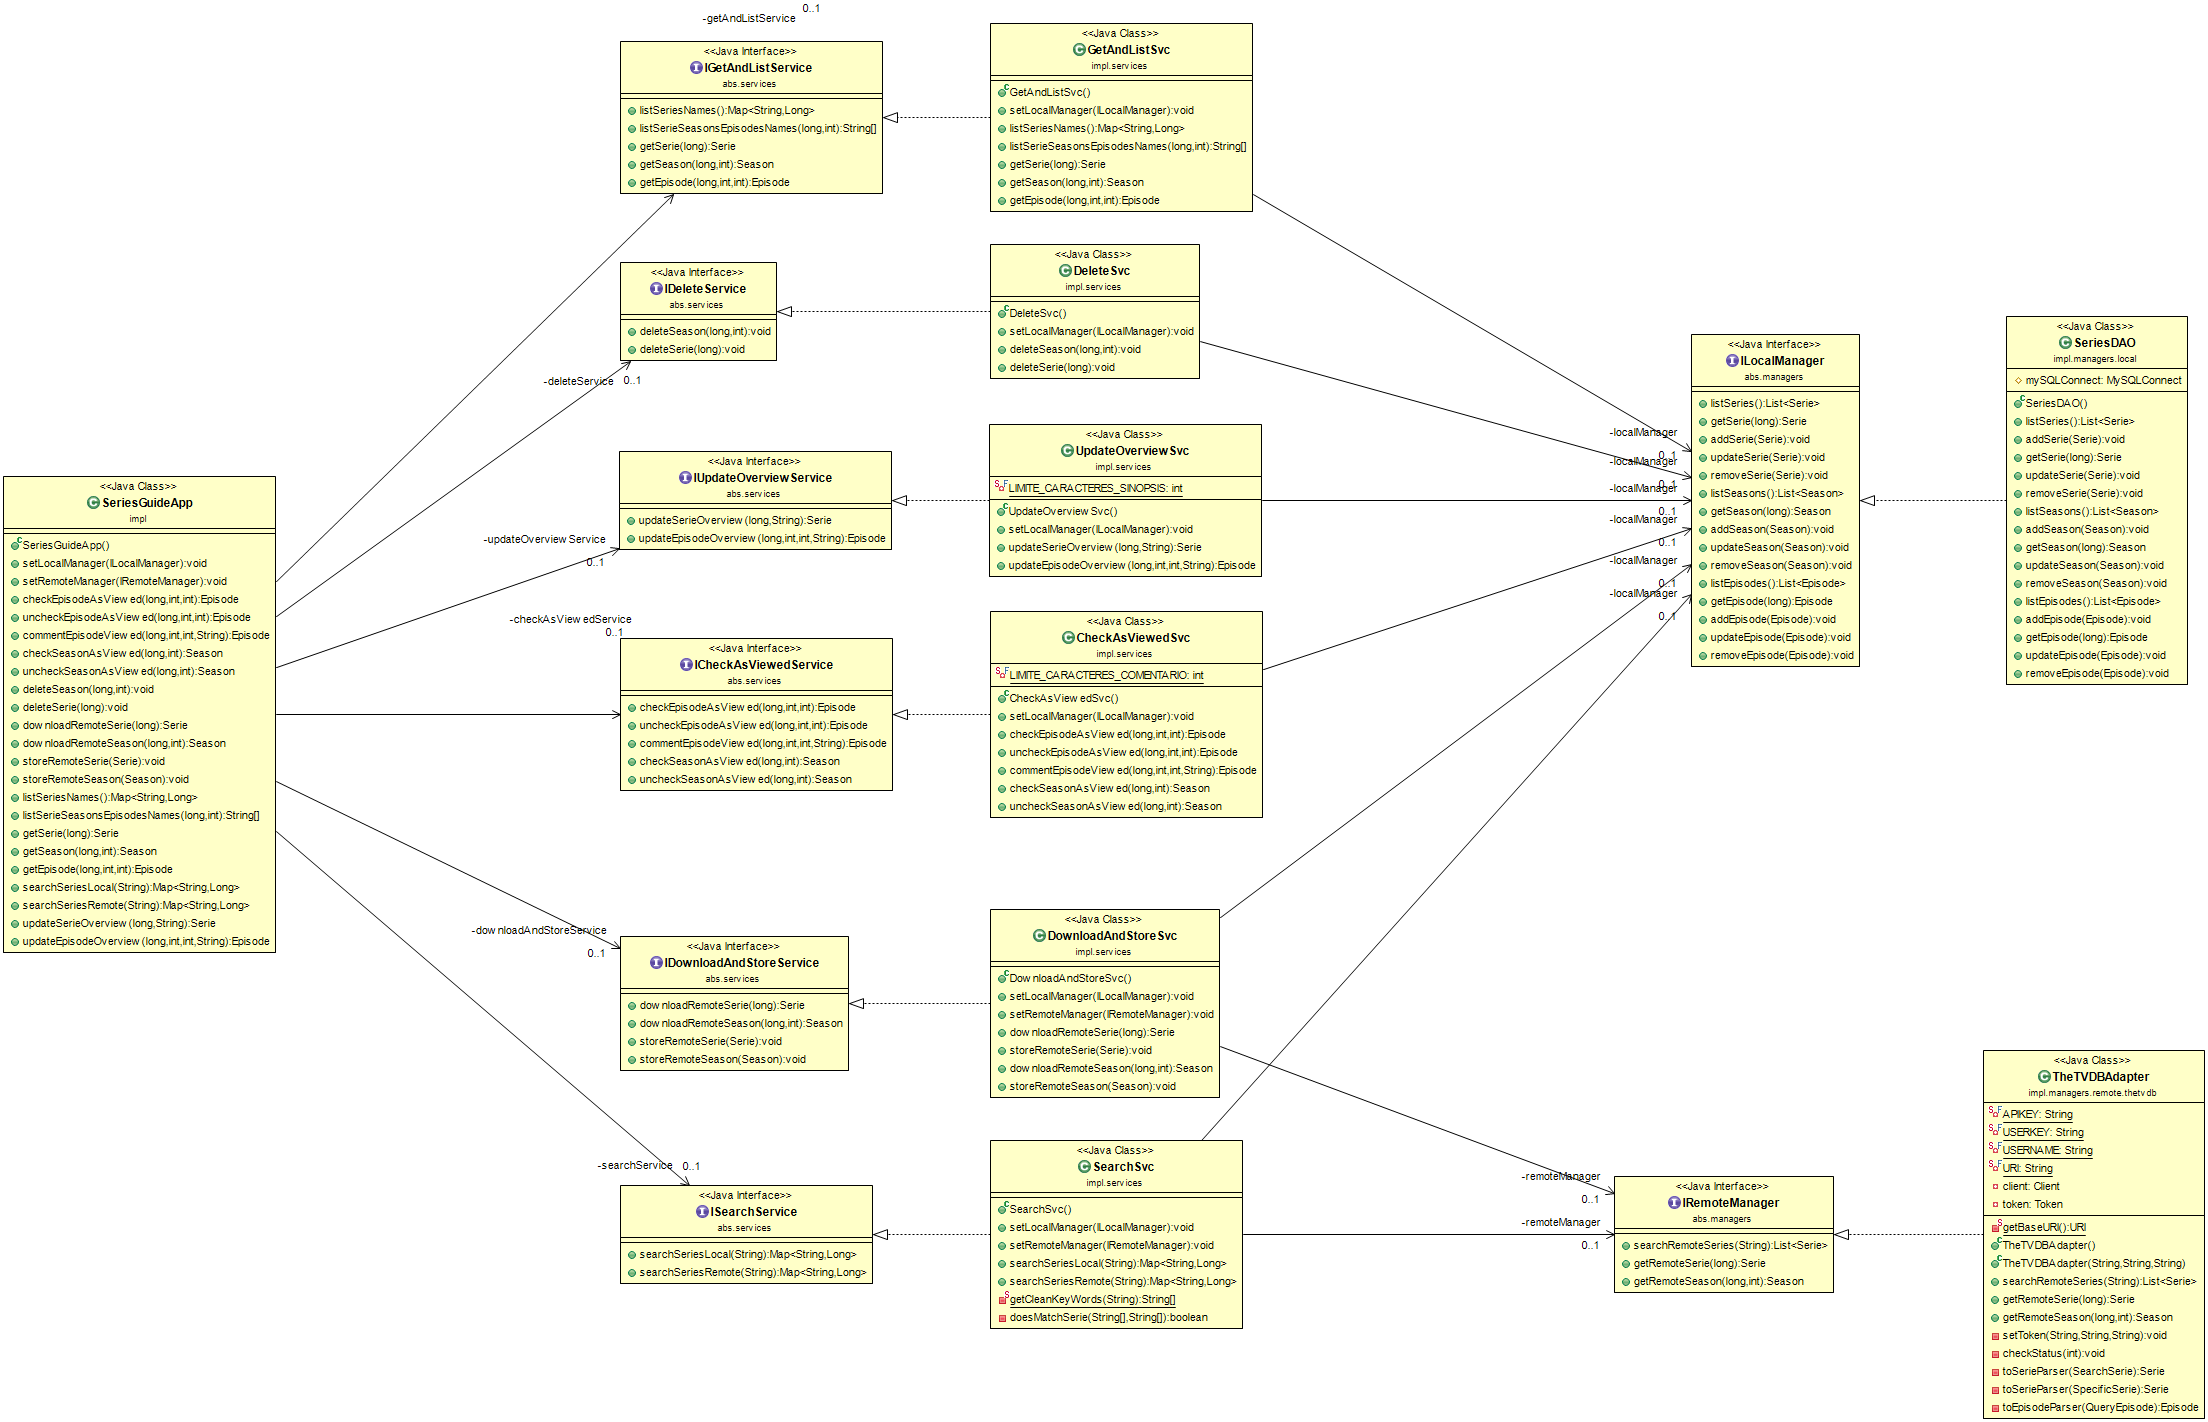 <<Java Class>>
SeriesGuideApp
impl
SeriesGuideApp()
setLocalManager(ILocalManager):void
setRemoteManager(IRemoteManager):void
checkEpisodeAsViewed(long,int,int):Episode
uncheckEpisodeAsViewed(long,int,int):Episode
commentEpisodeViewed(long,int,int,String):Episode
checkSeasonAsViewed(long,int):Season
uncheckSeasonAsViewed(long,int):Season
deleteSeason(long,int):void
deleteSerie(long):void
downloadRemoteSerie(long):Serie
downloadRemoteSeason(long,int):Season
storeRemoteSerie(Serie):void
storeRemoteSeason(Season):void
listSeriesNames():Map<String,Long>
listSerieSeasonsEpisodesNames(long,int):String[]
getSerie(long):Serie
getSeason(long,int):Season
getEpisode(long,int,int):Episode
searchSeriesLocal(String):Map<String,Long>
searchSeriesRemote(String):Map<String,Long>
updateSerieOverview(long,String):Serie
updateEpisodeOverview(long,int,int,String):Episode
-getAndListService
0..1
<<Java Interface>>
IGetAndListService
abs.services
listSeriesNames():Map<String,Long>
listSerieSeasonsEpisodesNames(long,int):String[]
getSerie(long):Serie
getSeason(long,int):Season
getEpisode(long,int,int):Episode
<<Java Interface>>
IDeleteService
abs.services
deleteSeason(long,int):void
deleteSerie(long):void
-deleteService
0..1
<<Java Interface>>
IUpdateOverviewService
abs.services
updateSerieOverview(long,String):Serie
updateEpisodeOverview(long,int,int,String):Episode
-updateOverviewService
0..1
-checkAsViewedService
0..1
<<Java Interface>>
ICheckAsViewedService
abs.services
checkEpisodeAsViewed(long,int,int):Episode
uncheckEpisodeAsViewed(long,int,int):Episode
commentEpisodeViewed(long,int,int,String):Episode
checkSeasonAsViewed(long,int):Season
uncheckSeasonAsViewed(long,int):Season
-downloadAndStoreService
0..1
<<Java Interface>>
IDownloadAndStoreService
abs.services
downloadRemoteSerie(long):Serie
downloadRemoteSeason(long,int):Season
storeRemoteSerie(Serie):void
storeRemoteSeason(Season):void
-searchService
0..1
<<Java Interface>>
ISearchService
abs.services
searchSeriesLocal(String):Map<String,Long>
searchSeriesRemote(String):Map<String,Long>
<<Java Class>>
GetAndListSvc
impl.services
GetAndListSvc()
setLocalManager(ILocalManager):void
listSeriesNames():Map<String,Long>
listSerieSeasonsEpisodesNames(long,int):String[]
getSerie(long):Serie
getSeason(long,int):Season
getEpisode(long,int,int):Episode
<<Java Class>>
DeleteSvc
impl.services
DeleteSvc()
setLocalManager(ILocalManager):void
deleteSeason(long,int):void
deleteSerie(long):void
<<Java Class>>
UpdateOverviewSvc
impl.services
LIMITE_CARACTERES_SINOPSIS: int
UpdateOverviewSvc()
setLocalManager(ILocalManager):void
updateSerieOverview(long,String):Serie
updateEpisodeOverview(long,int,int,String):Episode
<<Java Class>>
CheckAsViewedSvc
impl.services
LIMITE_CARACTERES_COMENTARIO: int
CheckAsViewedSvc()
setLocalManager(ILocalManager):void
checkEpisodeAsViewed(long,int,int):Episode
uncheckEpisodeAsViewed(long,int,int):Episode
commentEpisodeViewed(long,int,int,String):Episode
checkSeasonAsViewed(long,int):Season
uncheckSeasonAsViewed(long,int):Season
<<Java Class>>
DownloadAndStoreSvc
impl.services
DownloadAndStoreSvc()
setLocalManager(ILocalManager):void
setRemoteManager(IRemoteManager):void
downloadRemoteSerie(long):Serie
storeRemoteSerie(Serie):void
downloadRemoteSeason(long,int):Season
storeRemoteSeason(Season):void
<<Java Class>>
SearchSvc
impl.services
SearchSvc()
setLocalManager(ILocalManager):void
setRemoteManager(IRemoteManager):void
searchSeriesLocal(String):Map<String,Long>
searchSeriesRemote(String):Map<String,Long>
getCleanKeyWords(String):String[]
doesMatchSerie(String[],String[]):boolean
-localManager
0..1
-localManager
0..1
-localManager
0..1
-localManager
0..1
-localManager
0..1
-localManager
0..1
<<Java Interface>>
ILocalManager
abs.managers
listSeries():List<Serie>
getSerie(long):Serie
addSerie(Serie):void
updateSerie(Serie):void
removeSerie(Serie):void
listSeasons():List<Season>
getSeason(long):Season
addSeason(Season):void
updateSeason(Season):void
removeSeason(Season):void
listEpisodes():List<Episode>
getEpisode(long):Episode
addEpisode(Episode):void
updateEpisode(Episode):void
removeEpisode(Episode):void
-remoteManager
0..1
-remoteManager
0..1
<<Java Interface>>
IRemoteManager
abs.managers
searchRemoteSeries(String):List<Serie>
getRemoteSerie(long):Serie
getRemoteSeason(long,int):Season
<<Java Class>>
SeriesDAO
impl.managers.local
mySQLConnect: MySQLConnect
SeriesDAO()
listSeries():List<Serie>
addSerie(Serie):void
getSerie(long):Serie
updateSerie(Serie):void
removeSerie(Serie):void
listSeasons():List<Season>
addSeason(Season):void
getSeason(long):Season
updateSeason(Season):void
removeSeason(Season):void
listEpisodes():List<Episode>
addEpisode(Episode):void
getEpisode(long):Episode
updateEpisode(Episode):void
removeEpisode(Episode):void
<<Java Class>>
TheTVDBAdapter
impl.managers.remote.thetvdb
APIKEY: String
USERKEY: String
USERNAME: String
URI: String
client: Client
token: Token
getBaseURI():URI
TheTVDBAdapter()
TheTVDBAdapter(String,String,String)
searchRemoteSeries(String):List<Serie>
getRemoteSerie(long):Serie
getRemoteSeason(long,int):Season
setToken(String,String,String):void
checkStatus(int):void
toSerieParser(SearchSerie):Serie
toSerieParser(SpecificSerie):Serie
toEpisodeParser(QueryEpisode):Episode